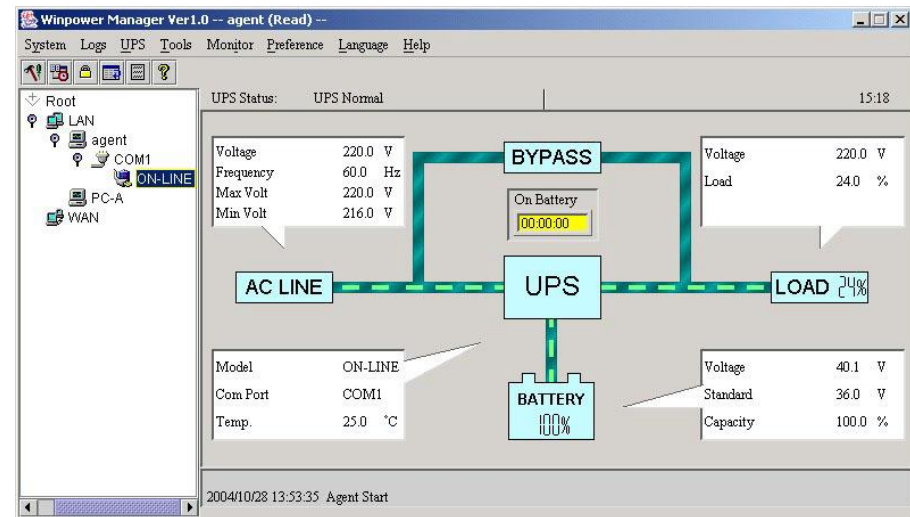 Winpower Manager Ver1.0 -- agent (Read) --
System Logs UPS Tools Monitor Preference Language Help
Root
LAN
agent
COM1
ON-LINE
PC-A
WAN
UPS Status: UPS Normal 15:18
Voltage 220.0 V
Frequency 60.0 Hz
Max Volt 220.0 V
Min Volt 216.0 V
BYPASS
On Battery
00:00:00
Voltage 220.0 V
Load 24.0 %
AC LINE
UPS
LOAD 24%
Model ON-LINE
Com Port COM1
Temp. 25.0 °C
BATTERY
100%
Voltage 40.1 V
Standard 36.0 V
Capacity 100.0 %
2004/10/28 13:53:35 Agent Start